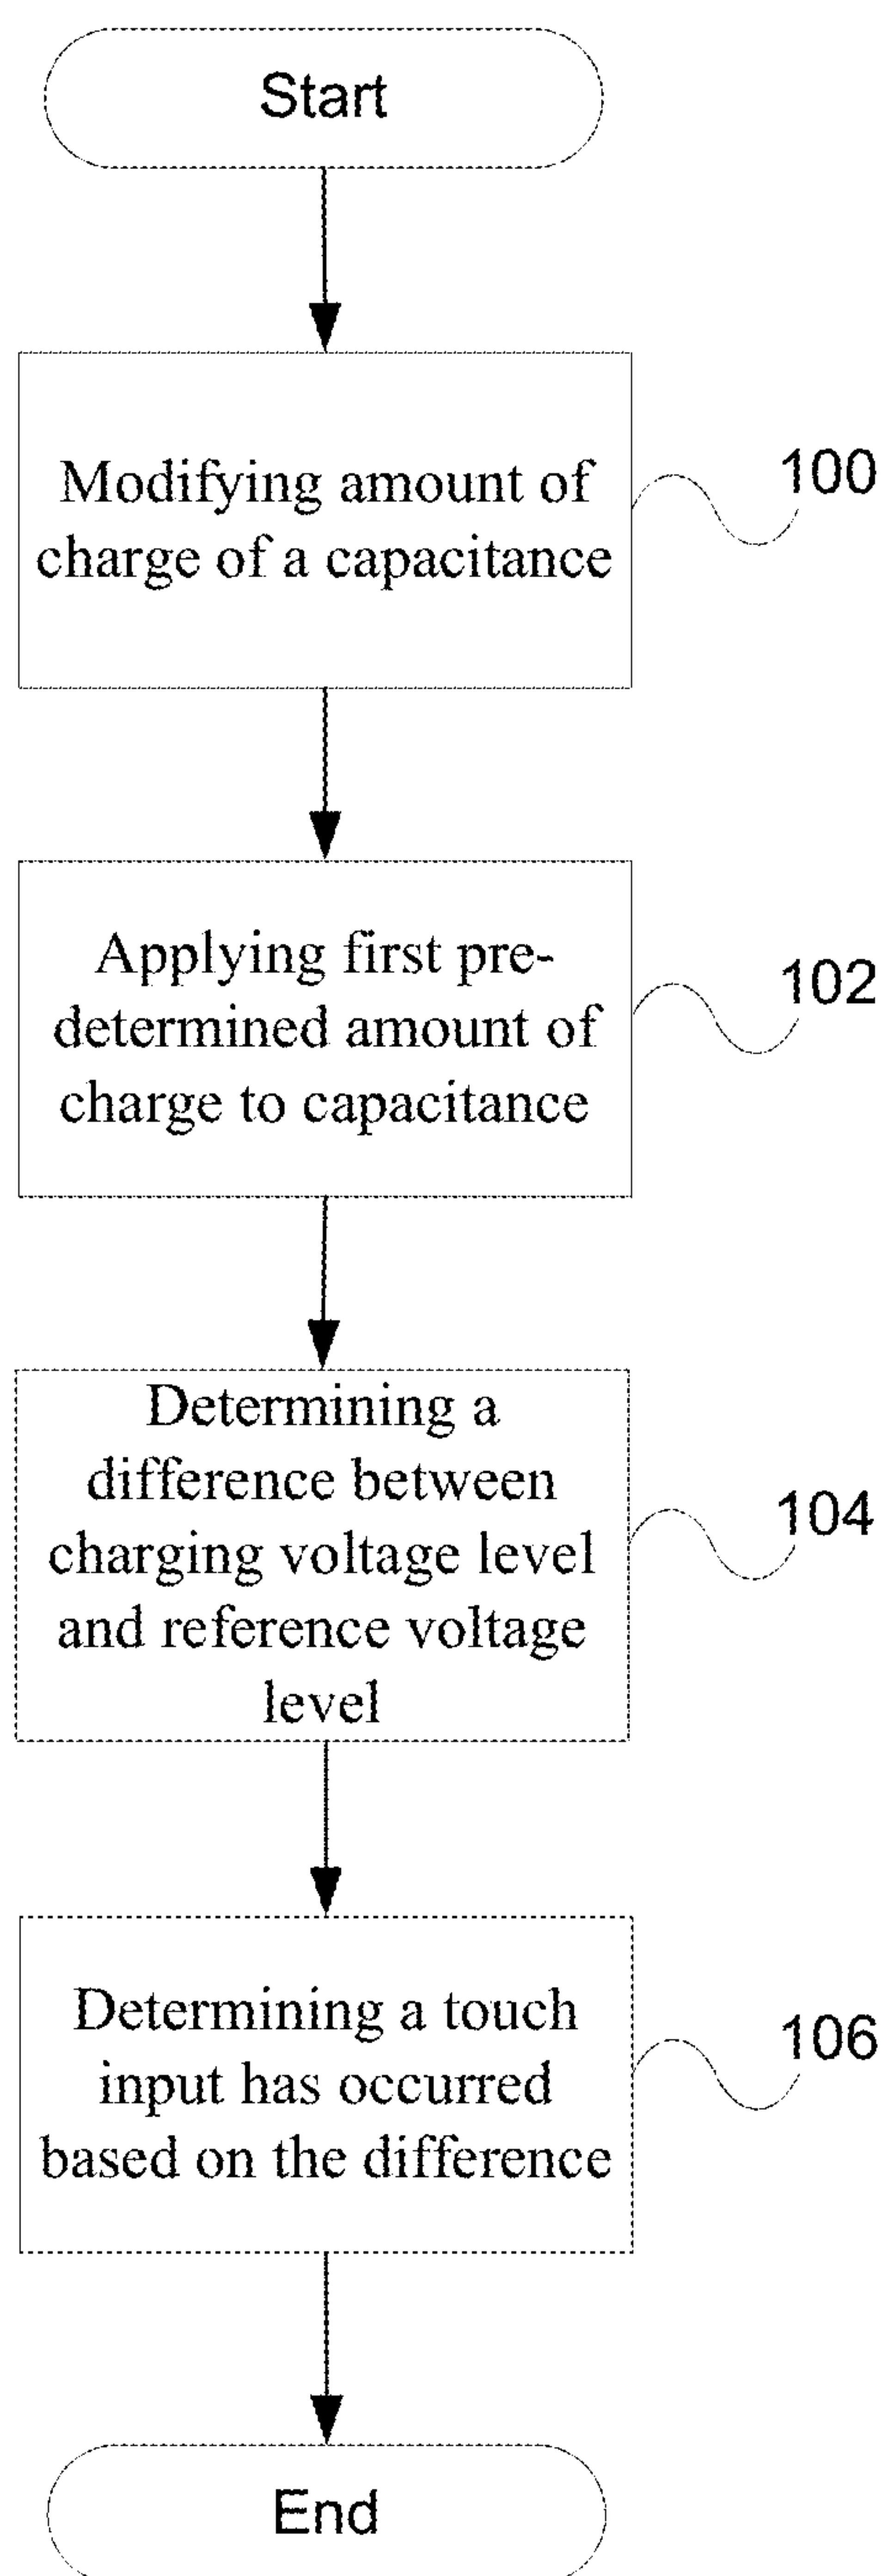 Start
Modifying amount of
charge of a capacitance
100
Applying first pre-
determined amount of
charge to capacitance
102
Determining a
difference between
charging voltage level
and reference voltage
level
104
Determining a touch
input has occurred
based on the difference
106
End